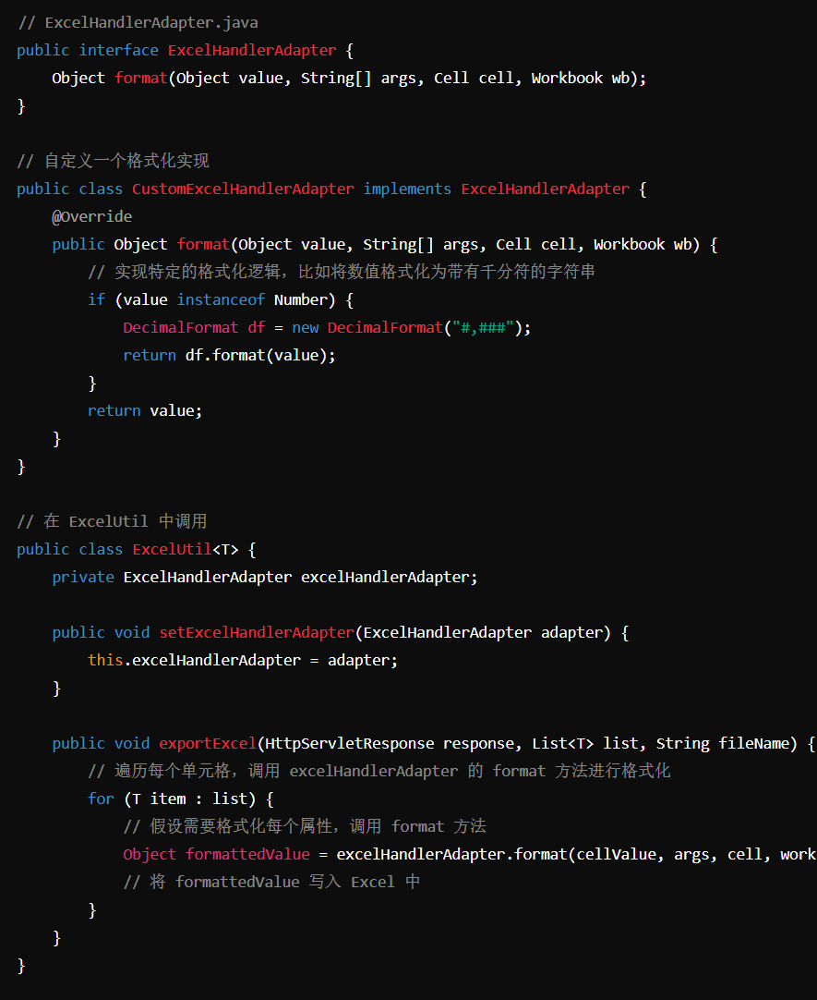 // ExcelHandlerAdapter.java
public interface ExcelHandlerAdapter {
    Object format(Object value, String[] args, Cell cell, Workbook wb);
}

// 自定义一个格式化实现
public class CustomExcelHandlerAdapter implements ExcelHandlerAdapter {
    @Override
    public Object format(Object value, String[] args, Cell cell, Workbook wb) {
        // 实现特定的格式化逻辑，比如将数值格式化为带有千分符的字符串
        if (value instanceof Number) {
            DecimalFormat df = new DecimalFormat("#,###");
            return df.format(value);
        }
        return value;
    }
}

// 在 ExcelUtil 中调用
public class ExcelUtil<T> {
    private ExcelHandlerAdapter excelHandlerAdapter;

    public void setExcelHandlerAdapter(ExcelHandlerAdapter adapter) {
        this.excelHandlerAdapter = adapter;
    }

    public void exportExcel(HttpServletResponse response, List<T> list, String fileName) {
        // 遍历每个单元格，调用 excelHandlerAdapter 的 format 方法进行格式化
        for (T item : list) {
            // 假设需要格式化每个属性，调用 format 方法
            Object formattedValue = excelHandlerAdapter.format(cellValue, args, cell, work
            // 将 formattedValue 写入 Excel 中
        }
    }
}